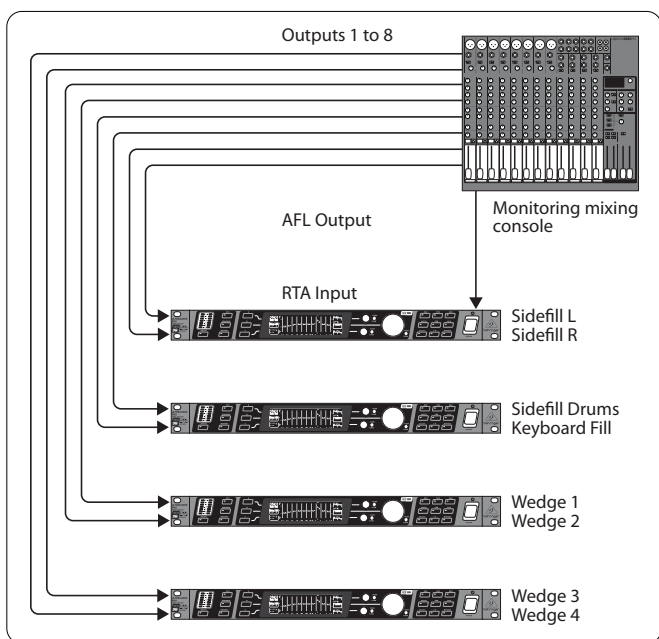 Outputs 1 to 8
Monitoring mixing
console
AFL Output
RTA Input
Sidefill L
Sidefill R
Sidefill Drums
Keyboard Fill
Wedge 1
Wedge 2
Wedge 3
Wedge 4